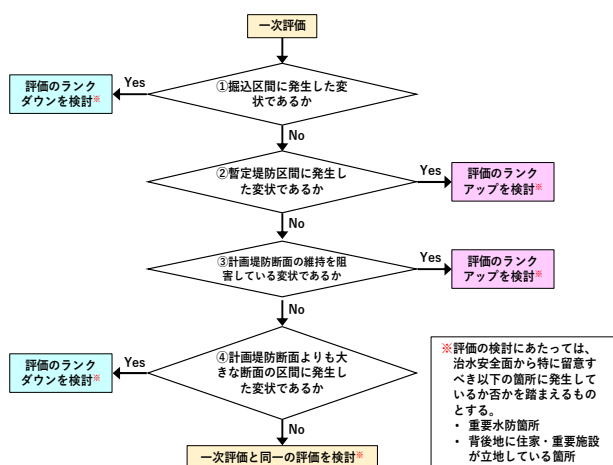 一次評価
①掘込区間に発生した変
状であるか
Yes
評価のランク
ダウンを検討※
No
②暫定堤防区間に発生し
た変状であるか
Yes
評価のランク
アップを検討※
No
③計画堤防断面の維持を阻
害している変状であるか
Yes
評価のランク
アップを検討※
No
④計画堤防断面よりも大
きな断面の区間に発生し
た変状であるか
Yes
評価のランク
ダウンを検討※
No
一次評価と同一の評価を検討※
※評価の検討にあたっては、
治水安全面から特に留意す
べき以下の箇所に発生して
いるか否かを踏まえるもの
とする。
・ 重要水防箇所
・ 背後地に住家・重要施設
が立地している箇所